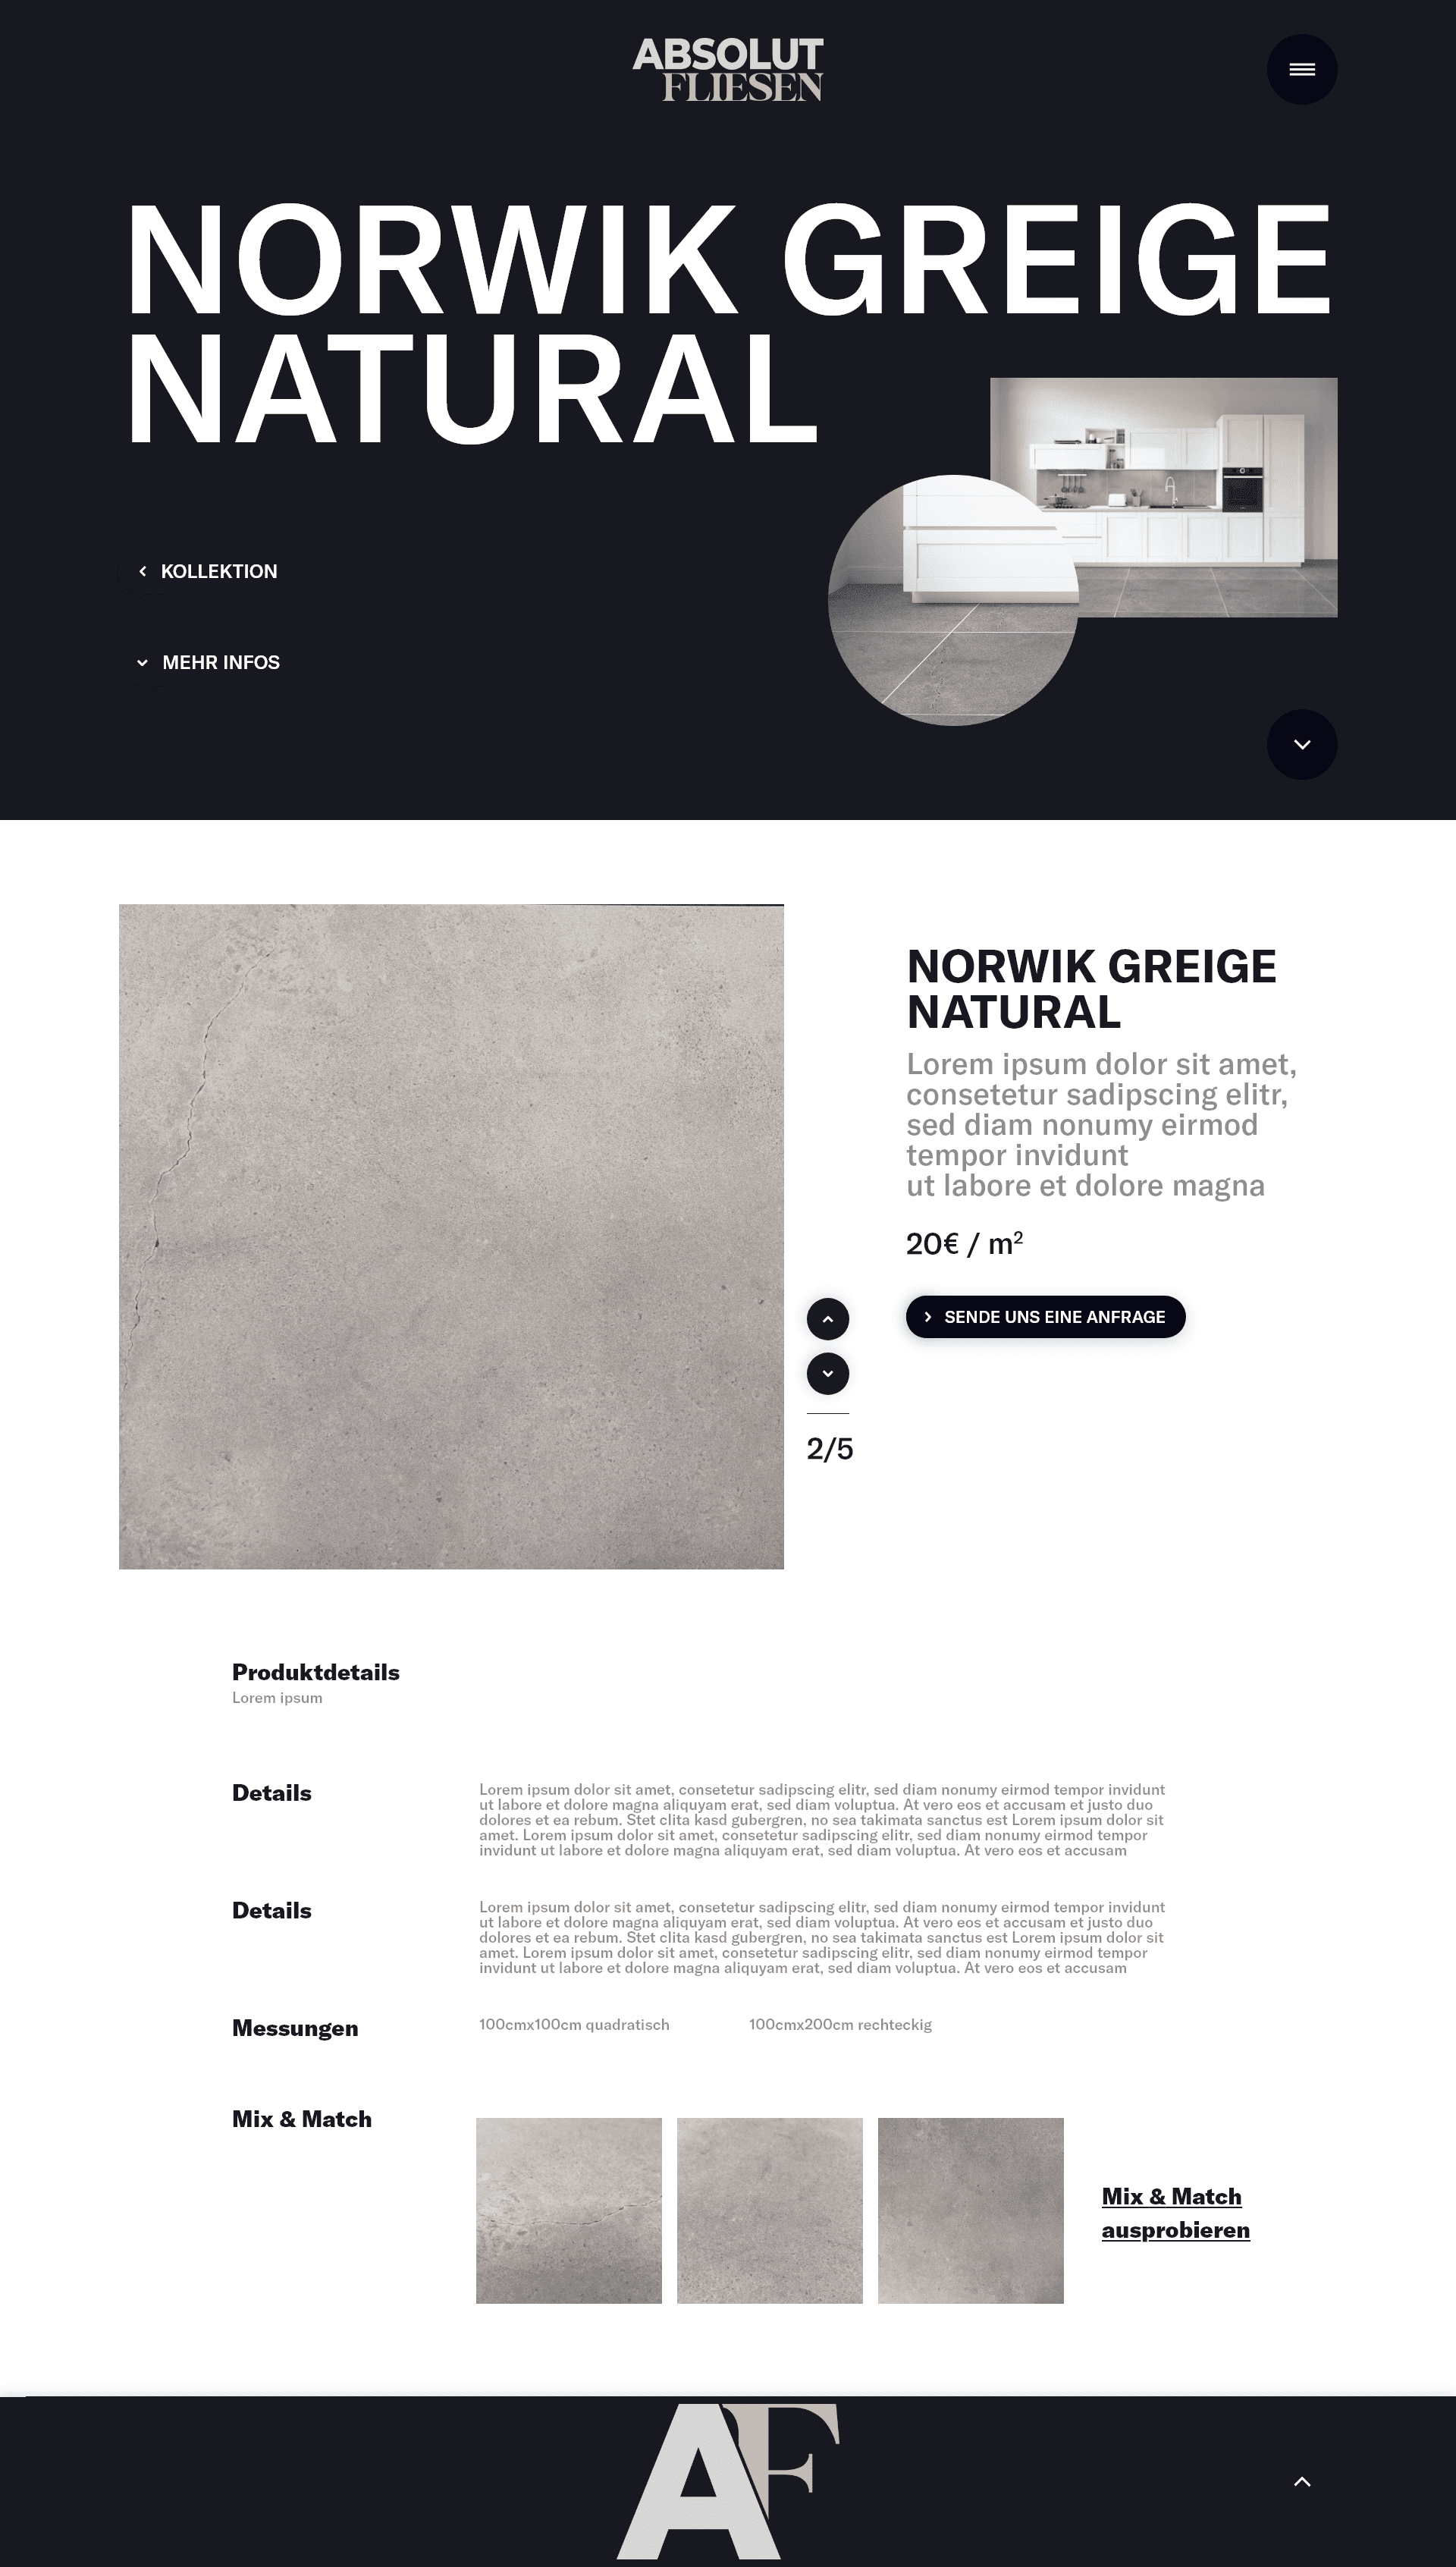 ABSOLUT
FLIESEN
NORWIK GREIGE
NATURAL
KOLLEKTION
MEHR INFOS
NORWIK GREIGE
NATURAL
Lorem ipsum dolor sit amet,
consetetur sadipscing elitr,
sed diam nonumy eirmod
tempor invidunt
ut labore et dolore magna
20€ / m²
SENDE UNS EINE ANFRAGE
2/5
Produktdetails
Lorem ipsum
Details
Lorem ipsum dolor sit amet, consetetur sadipscing elitr, sed diam nonumy eirmod tempor invidunt
ut labore et dolore magna aliquyam erat, sed diam voluptua. At vero eos et accusam et justo duo
dolores et ea rebum. Stet clita kasd gubergren, no sea takimata sanctus est Lorem ipsum dolor sit
amet. Lorem ipsum dolor sit amet, consetetur sadipscing elitr, sed diam nonumy eirmod tempor
invidunt ut labore et dolore magna aliquyam erat, sed diam voluptua. At vero eos et accusam
Details
Lorem ipsum dolor sit amet, consetetur sadipscing elitr, sed diam nonumy eirmod tempor invidunt
ut labore et dolore magna aliquyam erat, sed diam voluptua. At vero eos et accusam et justo duo
dolores et ea rebum. Stet clita kasd gubergren, no sea takimata sanctus est Lorem ipsum dolor sit
amet. Lorem ipsum dolor sit amet, consetetur sadipscing elitr, sed diam nonumy eirmod tempor
invidunt ut labore et dolore magna aliquyam erat, sed diam voluptua. At vero eos et accusam
Messungen
100cmx100cm quadratisch 100cmx200cm rechteckig
Mix & Match
Mix & Match
ausprobieren
AF